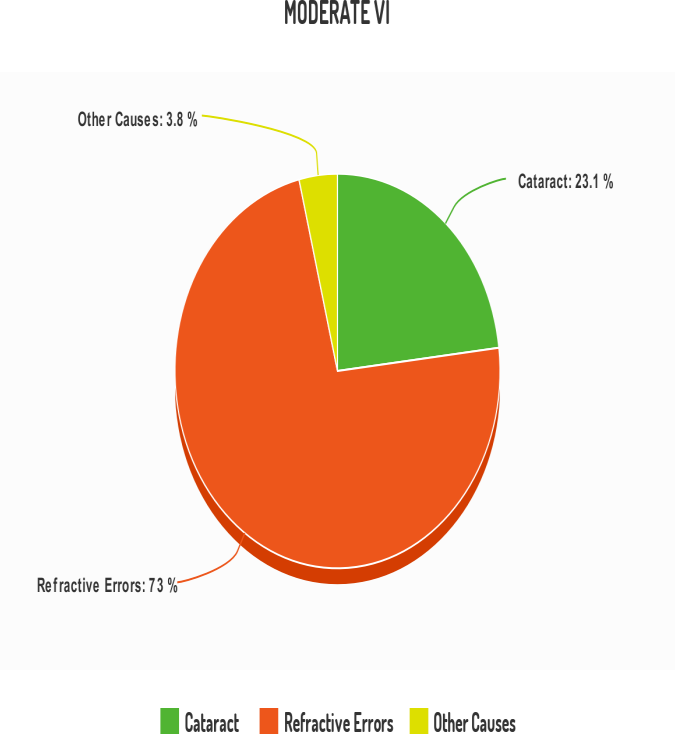 MODERATE VI
Other Causes: 3.8 %
Cataract: 23.1 %
Refractive Errors: 73 %
Cataract Refractive Errors Other Causes